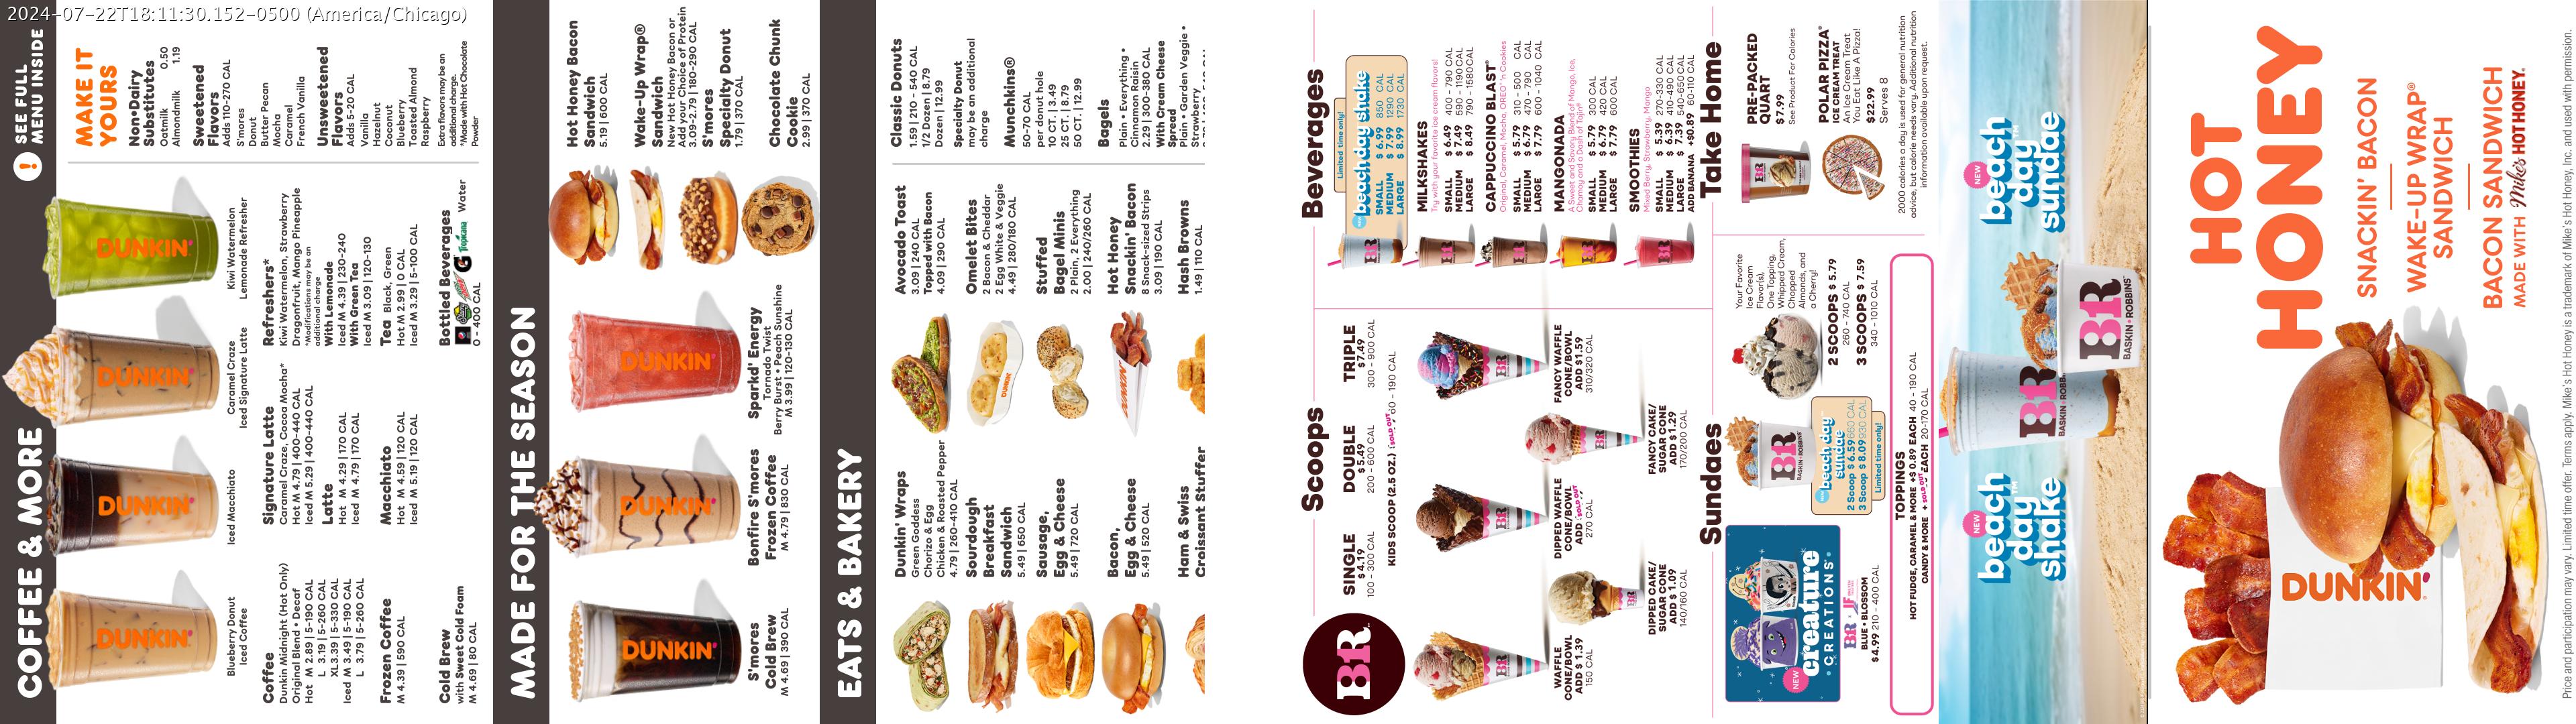 2024-07-22T18:11:30.152-0500 (America/Chicago)
COFFEE & MORE
SEE FULL
MENU INSIDE
DUNKIN'
DUNKIN'
DUNKIN'
DUNKIN'
Blueberry Donut
Iced Coffee
Iced Macchiato
Caramel Craze
Iced Signature Latte
Kiwi Watermelon
Lemonade Refresher
Coffee
Dunkin Midnight (Hot Only)
Original Blend • Decaf
Hot M 2.89 | 5-190 CAL
L 3.19 | 5-260 CAL
XL 3.39 | 5-330 CAL
Iced M 3.49 | 5-190 CAL
L 3.79 | 5-260 CAL
Frozen Coffee
M 4.39 | 590 CAL
Cold Brew
with Sweet Cold Foam
M 4.69 | 80 CAL
Signature Latte
Caramel Craze, Cocoa Mocha*
Hot M 4.79 | 400-440 CAL
Iced M 5.29 | 400-440 CAL
Latte
Hot M 4.29 | 170 CAL
Iced M 4.79 | 170 CAL
Macchiato
Hot M 4.59 | 120 CAL
Iced M 5.19 | 120 CAL
Refreshers*
Kiwi Watermelon, Strawberry
Dragonfruit, Mango Pineapple
*Modifications may be an
additional charge
With Lemonade
Iced M 4.39 | 230-240
With Green Tea
Iced M 3.09 | 120-130
Tea Black, Green
Hot M 2.99 | 0 CAL
Iced M 3.29 | 5-100 CAL
Bottled Beverages
Tropicana Water
0 - 400 CAL
MAKE IT
YOURS
Non•Dairy
Substitutes
Oatmilk 0.50
Almondmilk 1.19
Sweetened
Flavors
Adds 110-270 CAL
S'mores
Donut
Butter Pecan
Mocha
Caramel
French Vanilla
Unsweetened
Flavors
Adds 5-20 CAL
Vanilla
Hazelnut
Coconut
Blueberry
Toasted Almond
Raspberry
Extra flavors may be an
additional charge.
*Made with Hot Chocolate
Powder
MADE FOR THE SEASON
DUNKIN'
DUNKIN'
DUNKIN'
S'mores
Cold Brew
M 4.69 | 390 CAL
Bonfire S'mores
Frozen Coffee
M 4.79 | 830 CAL
Sparkd' Energy
Tornado Twist
Berry Burst • Peach Sunshine
M 3.99 | 120-130 CAL
Hot Honey Bacon
Sandwich
5.19 | 600 CAL
Wake-Up Wrap®
Sandwich
New Hot Honey Bacon or
Add your Choice of Protein
3.09-2.79 | 180-290 CAL
S'mores
Specialty Donut
1.79 | 370 CAL
Chocolate Chunk
Cookie
2.99 | 370 CAL
EATS & BAKERY
Dunkin' Wraps
Green Goddess
Chorizo & Egg
Chicken & Roasted Pepper
4.79 | 260-410 CAL
Sourdough
Breakfast
Sandwich
5.49 | 650 CAL
Sausage,
Egg & Cheese
5.49 | 720 CAL
Bacon,
Egg & Cheese
5.49 | 520 CAL
Ham & Swiss
Croissant Stuffer
DUNKIN'
DUNKIN'
Avocado Toast
3.09 | 240 CAL
Topped with Bacon
4.09 | 290 CAL
Omelet Bites
2 Bacon & Cheddar
2 Egg White & Veggie
4.49 | 280/180 CAL
Stuffed
Bagel Minis
2 Plain, 2 Everything
2.00 | 240/260 CAL
Hot Honey
Snackin' Bacon
8 Snack-sized Strips
3.09 | 190 CAL
Hash Browns
1.49 | 110 CAL
Classic Donuts
1.59 | 210 - 540 CAL
1/2 Dozen | 8.79
Dozen | 12.99
Specialty Donut
may be an additional
charge
Munchkins®
50-70 CAL
per donut hole
10 CT. | 3.49
25 CT. | 8.79
50 CT. | 12.99
Bagels
Plain • Everything •
Cinnamon Raisin
2.29 | 300-380 CAL
With Cream Cheese
Spread
Plain • Garden Veggie •
Strawberry
BR
Scoops
SINGLE
$4.19
100 - 300 CAL
DOUBLE
$5.49
200 - 600 CAL
TRIPLE
$7.49
300 - 900 CAL
KIDS SCOOP (2.5 OZ.) SOLD OUT 60 - 190 CAL
WAFFLE
CONE/BOWL
ADD $1.39
150 CAL
DIPPED CAKE/
SUGAR CONE
ADD $1.09
140/160 CAL
DIPPED WAFFLE
CONE/BOWL
ADD SOLD OUT
270 CAL
FANCY CAKE/
SUGAR CONE
ADD $1.29
170/200 CAL
FANCY WAFFLE
CONE/BOWL
ADD $1.59
310/320 CAL
Beverages
Limited time only!
beach day shake
SMALL $6.99 850 CAL
MEDIUM $7.99 1290 CAL
LARGE $8.99 1730 CAL
MILKSHAKES
Try with your favorite ice cream flavors!
SMALL $6.49 400 - 790 CAL
MEDIUM $7.49 590 - 1190 CAL
LARGE $8.49 790 - 1580 CAL
CAPPUCCINO BLAST®
Original, Caramel, Mocha, OREO® 'n Cookies
SMALL $5.79 310 - 500 CAL
MEDIUM $6.79 470 - 790 CAL
LARGE $7.79 600 - 1040 CAL
MANGONADA
A Sweet and Savory Blend of Mango, Ice,
Chamoy and a Dash of Tajín®
SMALL $5.79 300 CAL
MEDIUM $6.79 420 CAL
LARGE $7.79 600 CAL
SMOOTHIES
Mixed Berry, Strawberry, Mango
SMALL $5.39 270-330 CAL
MEDIUM $6.39 410-490 CAL
LARGE $7.39 540-650 CAL
ADD BANANA +$0.89 60-110 CAL
Sundaes
NEW
creature
CREATIONS®
BR
BLUE • BLOSSOM
$4.99 210 - 400 CAL
BR
BASKIN•ROBBINS
beach day
sundae
2 Scoop $6.59 660 CAL
3 Scoop $8.09 930 CAL
Limited time only!
Your Favorite
Ice Cream
Flavor(s),
One Topping,
Whipped Cream,
Chopped
Almonds, and
a Cherry!
2 SCOOPS $5.79
260 - 740 CAL
3 SCOOPS $7.59
340 - 1010 CAL
TOPPINGS
HOT FUDGE, CARAMEL & MORE +$0.89 EACH 40 - 190 CAL
CANDY & MORE + SOLD OUT EACH 20-170 CAL
Take Home
PRE-PACKED
QUART
$7.99
See Product For Calories
POLAR PIZZA®
ICE CREAM TREAT
An Ice Cream Treat
You Eat Like A Pizza!
$22.99
Serves 8
2000 calories a day is used for general nutrition
advice, but calorie needs vary. Additional nutrition
information available upon request.
NEW
beach
day™
shake
BR
BASKIN•ROBBINS
BR
BASKIN•ROBBINS
NEW
beach
day™
sundae
HOT
HONEY
SNACKIN' BACON
WAKE-UP WRAP®
SANDWICH
BACON SANDWICH
MADE WITH Mike's HOT HONEY.
DUNKIN'
Price and participation may vary. Limited time offer. Terms apply. Mike's Hot Honey is a trademark of Mike's Hot Honey, Inc. and used with permission.